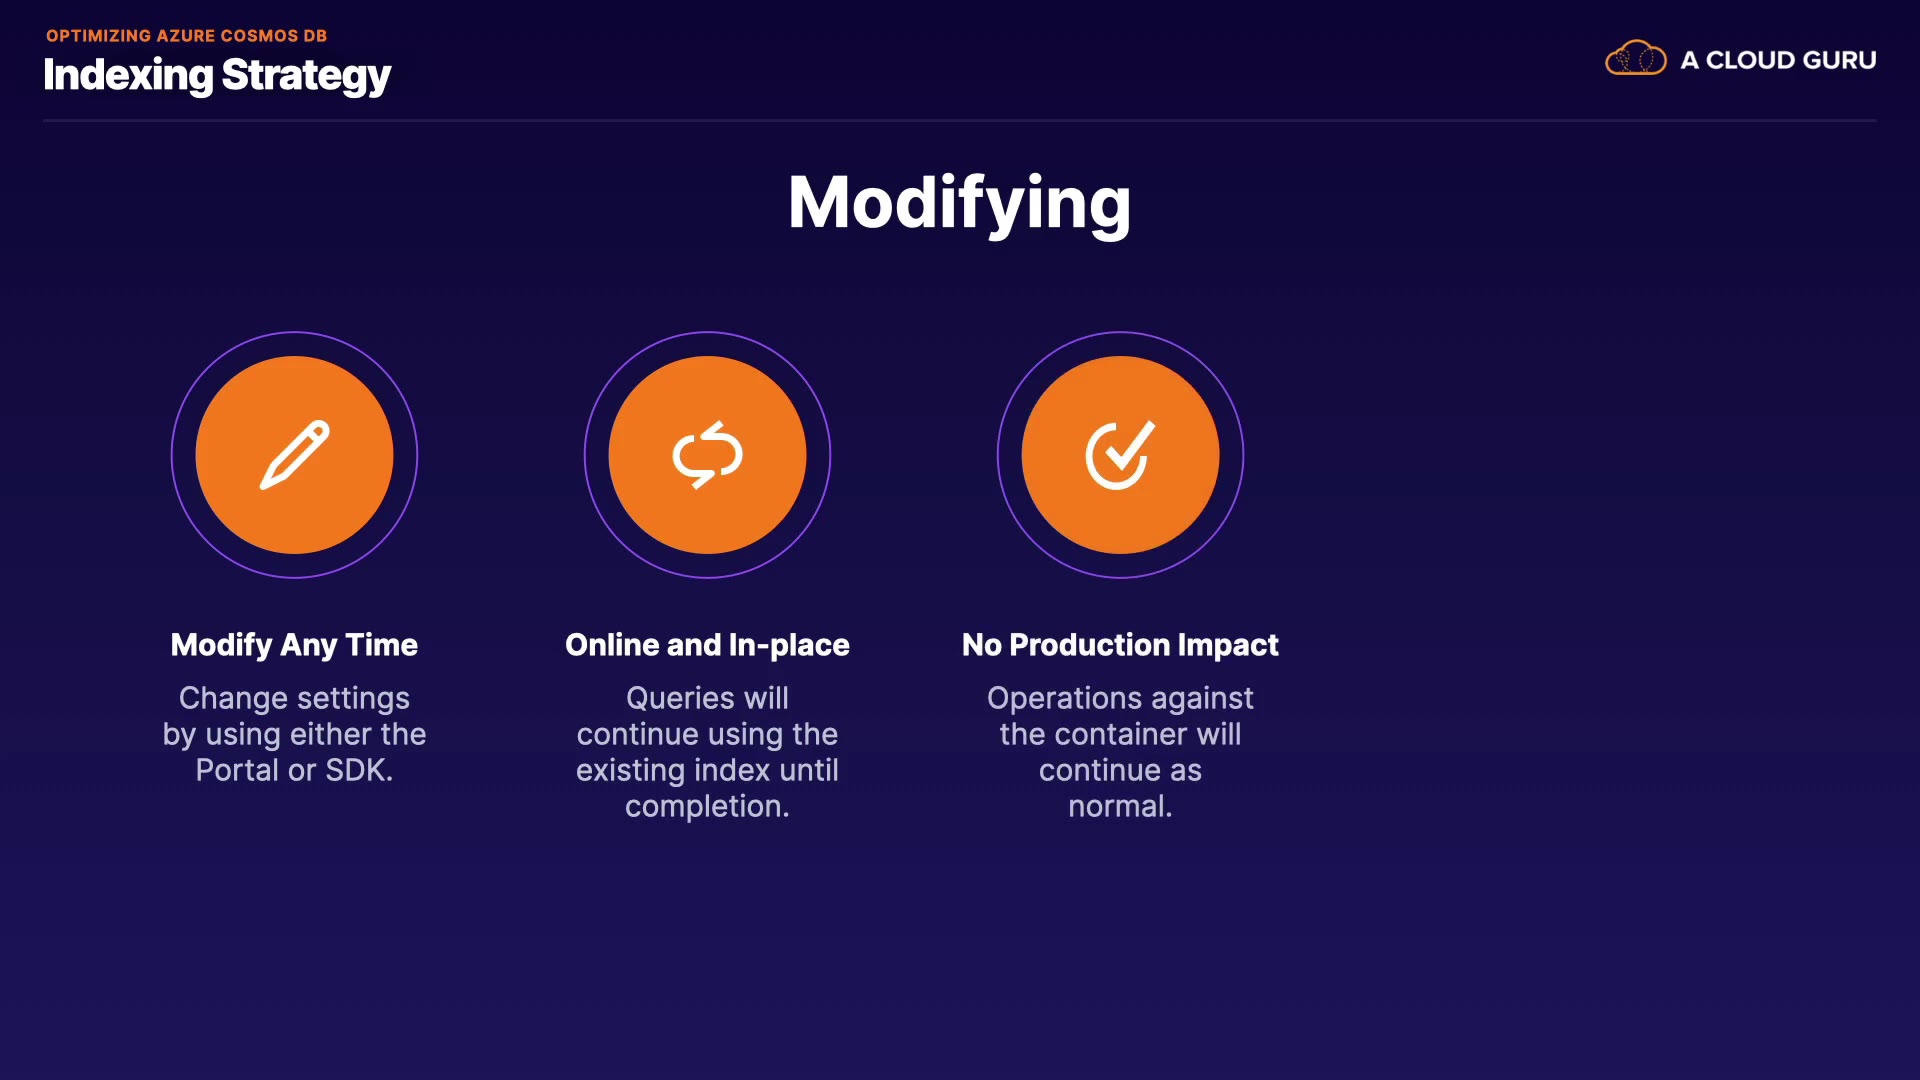 OPTIMIZING AZURE COSMOS DB
Indexing Strategy
A CLOUD GURU
Modifying
Modify Any Time
Change settings
by using either the
Portal or SDK.
Online and In-place
Queries will
continue using the
existing index until
completion.
No Production Impact
Operations against
the container will
continue as
normal.